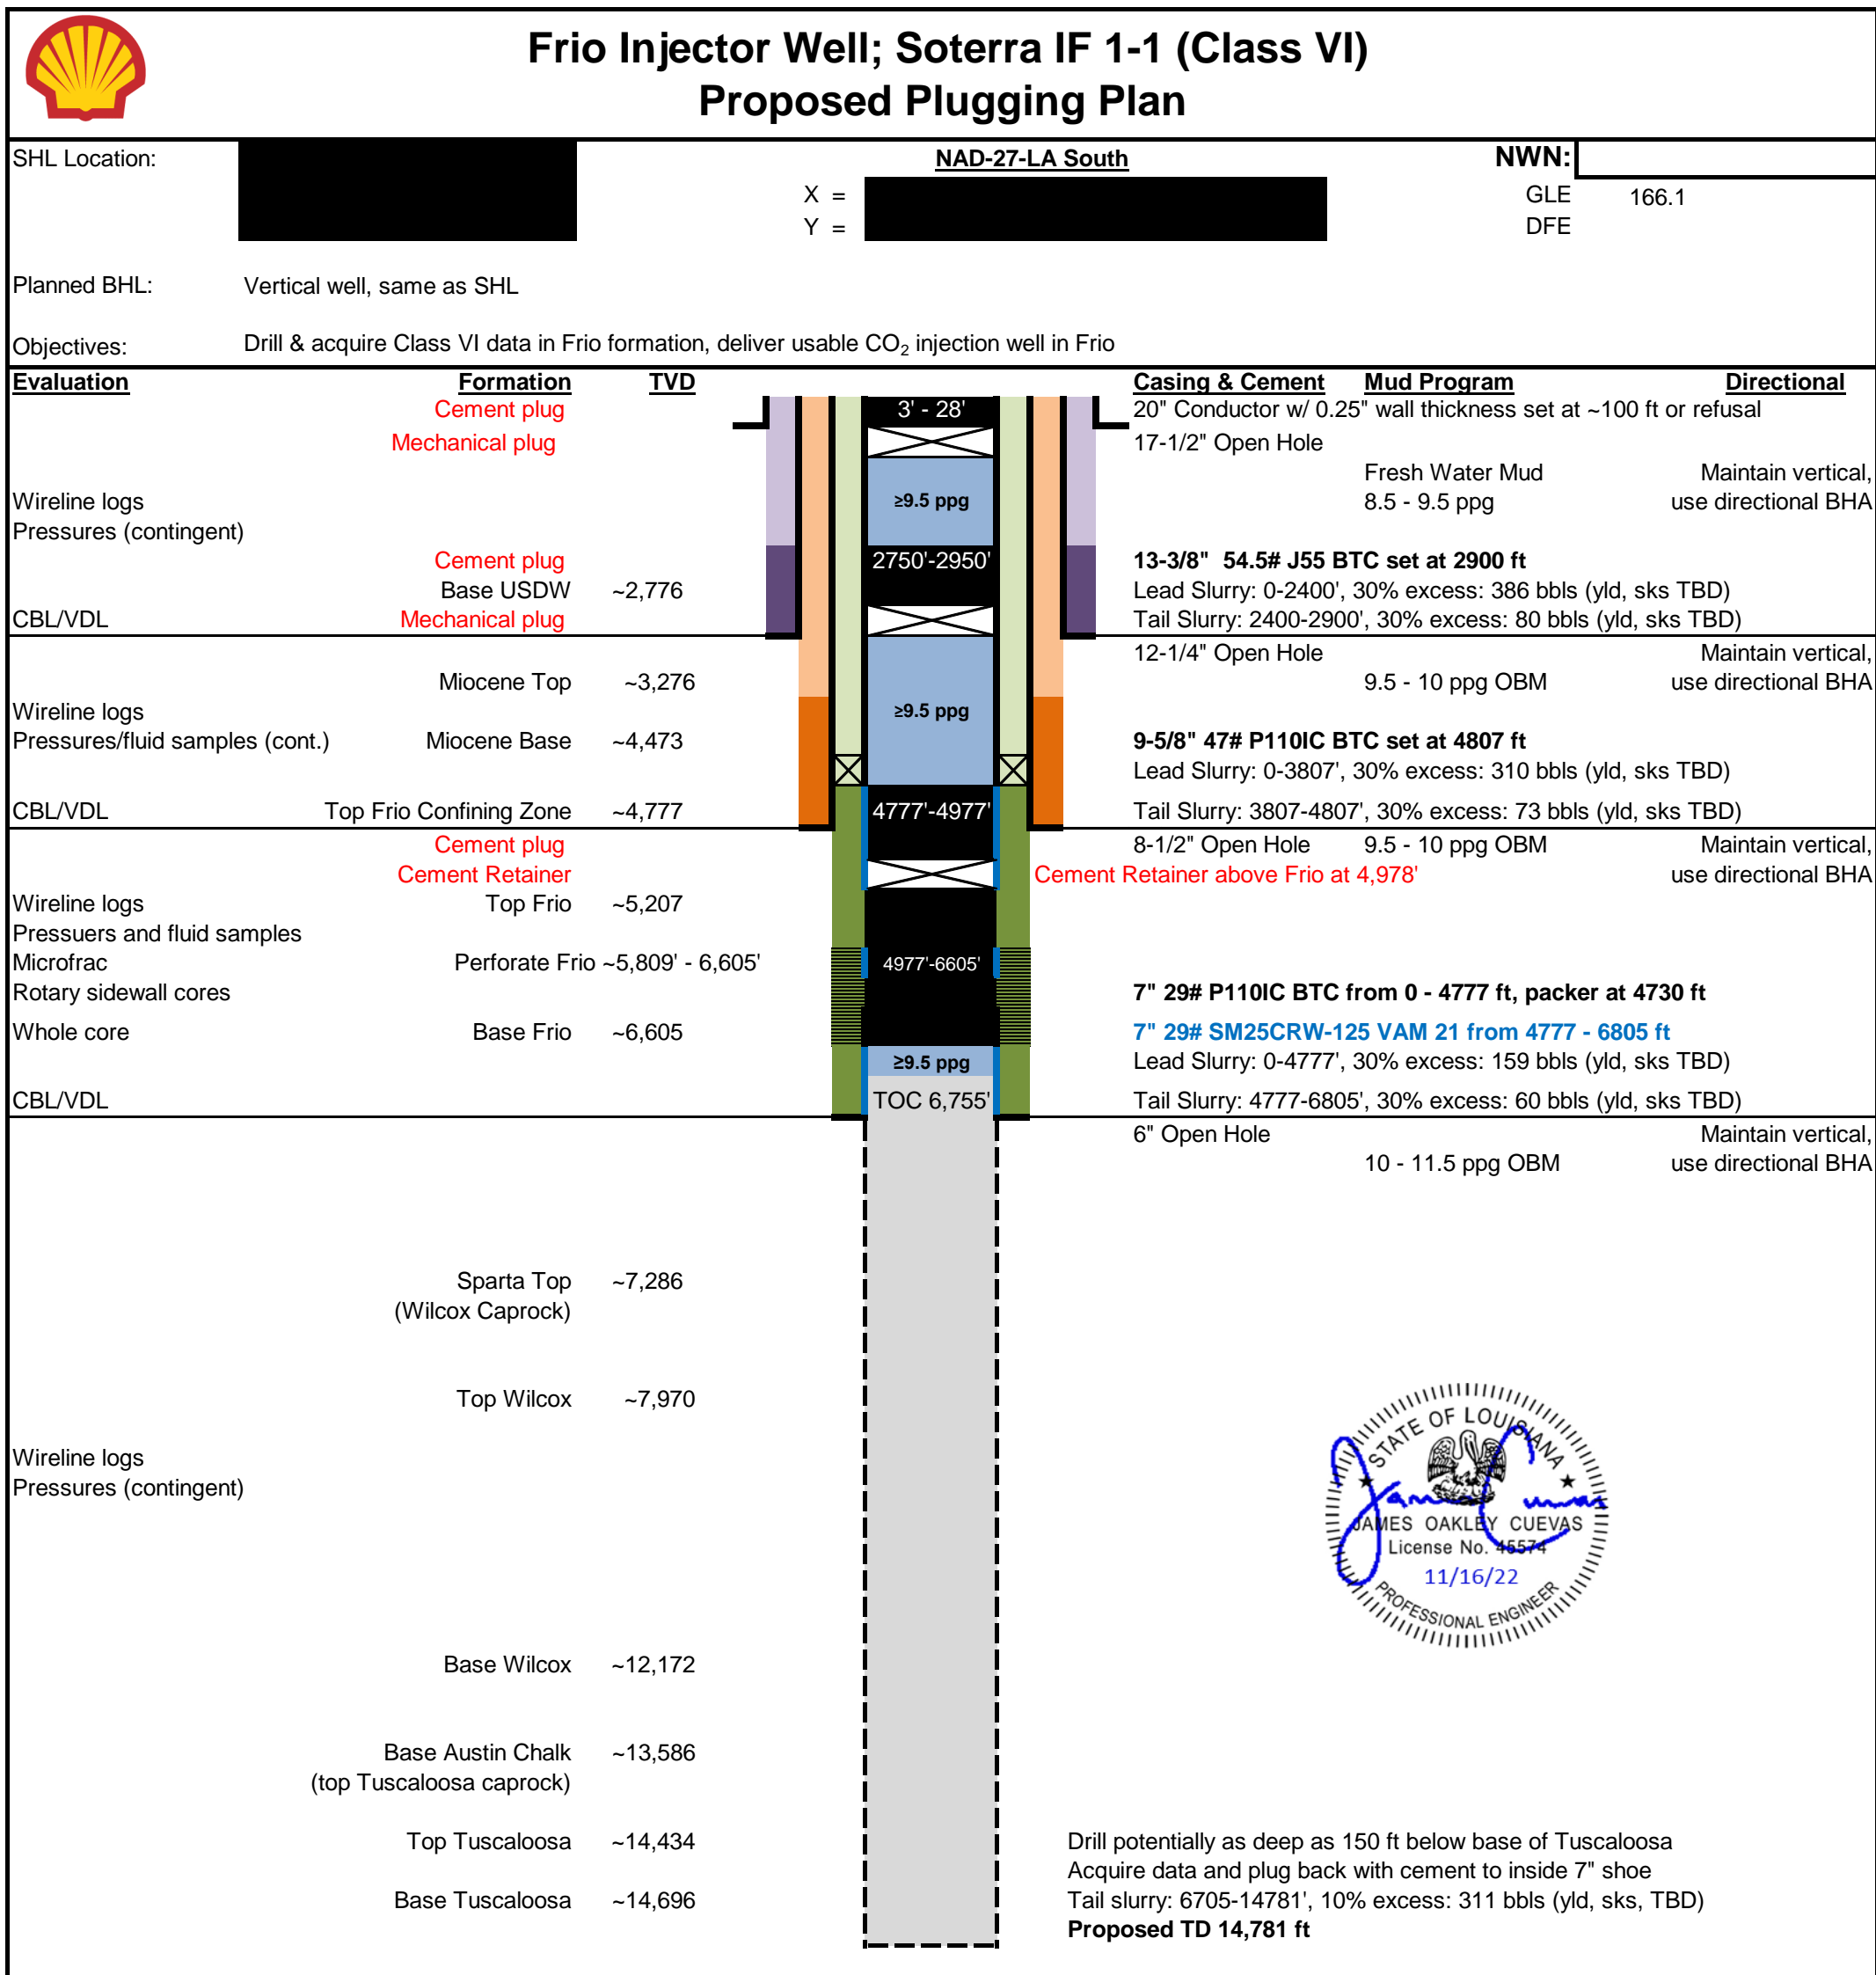 Frio Injector Well; Soterra IF 1-1 (Class VI)
Proposed Plugging Plan
SHL Location:
NAD-27-LA South
NWN:
X =
GLE 166.1
Y =
DFE
Planned BHL: Vertical well, same as SHL
Objectives: Drill & acquire Class VI data in Frio formation, deliver usable CO₂ injection well in Frio
Evaluation Formation TVD Casing & Cement Mud Program Directional
Cement plug 3' - 28' 20" Conductor w/ 0.25" wall thickness set at ~100 ft or refusal
Mechanical plug 17-1/2" Open Hole
Fresh Water Mud Maintain vertical,
Wireline logs ≥9.5 ppg 8.5 - 9.5 ppg use directional BHA
Pressures (contingent)
Cement plug 2750'-2950' 13-3/8" 54.5# J55 BTC set at 2900 ft
Base USDW ~2,776 Lead Slurry: 0-2400', 30% excess: 386 bbls (yld, sks TBD)
CBL/VDL Mechanical plug Tail Slurry: 2400-2900', 30% excess: 80 bbls (yld, sks TBD)
12-1/4" Open Hole Maintain vertical,
Miocene Top ~3,276 9.5 - 10 ppg OBM use directional BHA
Wireline logs ≥9.5 ppg
Pressures/fluid samples (cont.) Miocene Base ~4,473 9-5/8" 47# P110IC BTC set at 4807 ft
Lead Slurry: 0-3807', 30% excess: 310 bbls (yld, sks TBD)
CBL/VDL Top Frio Confining Zone ~4,777 4777'-4977' Tail Slurry: 3807-4807', 30% excess: 73 bbls (yld, sks TBD)
Cement plug 8-1/2" Open Hole 9.5 - 10 ppg OBM Maintain vertical,
Cement Retainer Cement Retainer above Frio at 4,978' use directional BHA
Wireline logs Top Frio ~5,207
Pressuers and fluid samples
Microfrac Perforate Frio ~5,809' - 6,605' 4977'-6605'
Rotary sidewall cores 7" 29# P110IC BTC from 0 - 4777 ft, packer at 4730 ft
Whole core Base Frio ~6,605 7" 29# SM25CRW-125 VAM 21 from 4777 - 6805 ft
≥9.5 ppg Lead Slurry: 0-4777', 30% excess: 159 bbls (yld, sks TBD)
CBL/VDL TOC 6,755' Tail Slurry: 4777-6805', 30% excess: 60 bbls (yld, sks TBD)
6" Open Hole Maintain vertical,
10 - 11.5 ppg OBM use directional BHA
Sparta Top ~7,286
(Wilcox Caprock)
Top Wilcox ~7,970
STATE OF LOUISIANA
Wireline logs
Pressures (contingent)
JAMES OAKLEY CUEVAS
License No. 45574
11/16/22
PROFESSIONAL ENGINEER
Base Wilcox ~12,172
Base Austin Chalk ~13,586
(top Tuscaloosa caprock)
Top Tuscaloosa ~14,434 Drill potentially as deep as 150 ft below base of Tuscaloosa
Acquire data and plug back with cement to inside 7" shoe
Base Tuscaloosa ~14,696 Tail slurry: 6705-14781', 10% excess: 311 bbls (yld, sks, TBD)
Proposed TD 14,781 ft